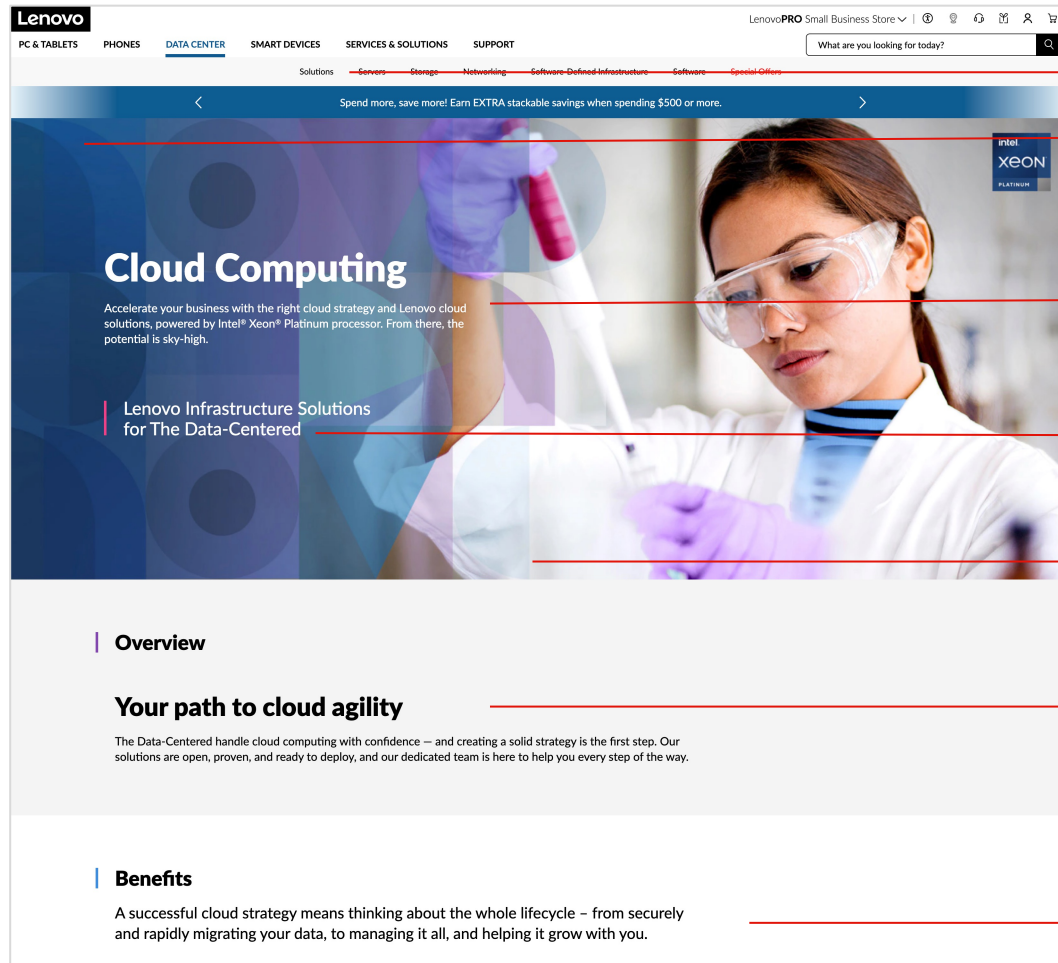 Lenovo
LenovoPRO Small Business Store
PC & TABLETS PHONES DATA CENTER SMART DEVICES SERVICES & SOLUTIONS SUPPORT
What are you looking for today?
Solutions Servers Storage Networking Software-Defined Infrastructure Software Special Offers
Spend more, save more! Earn EXTRA stackable savings when spending $500 or more.
intel.
xeon
PLATINUM
Cloud Computing
Accelerate your business with the right cloud strategy and Lenovo cloud
solutions, powered by Intel® Xeon® Platinum processor. From there, the
potential is sky-high.
Lenovo Infrastructure Solutions
for The Data-Centered
Overview
Your path to cloud agility
The Data-Centered handle cloud computing with confidence — and creating a solid strategy is the first step. Our
solutions are open, proven, and ready to deploy, and our dedicated team is here to help you every step of the way.
Benefits
A successful cloud strategy means thinking about the whole lifecycle – from securely
and rapidly migrating your data, to managing it all, and helping it grow with you.